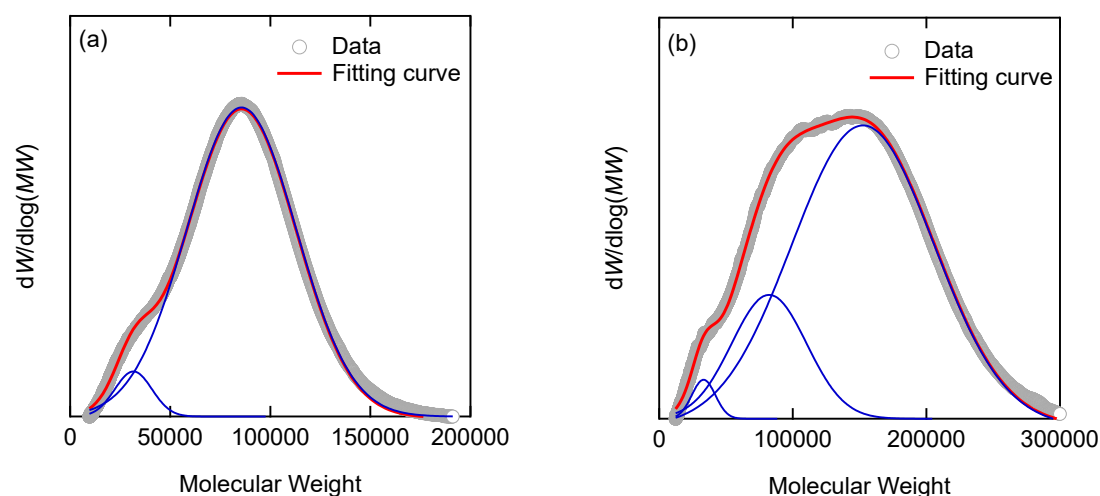 (a)
Data
Fitting curve
dW/dlog(MW)
0 50000 100000 150000 200000
Molecular Weight
(b)
Data
Fitting curve
dW/dlog(MW)
0 100000 200000 300000
Molecular Weight